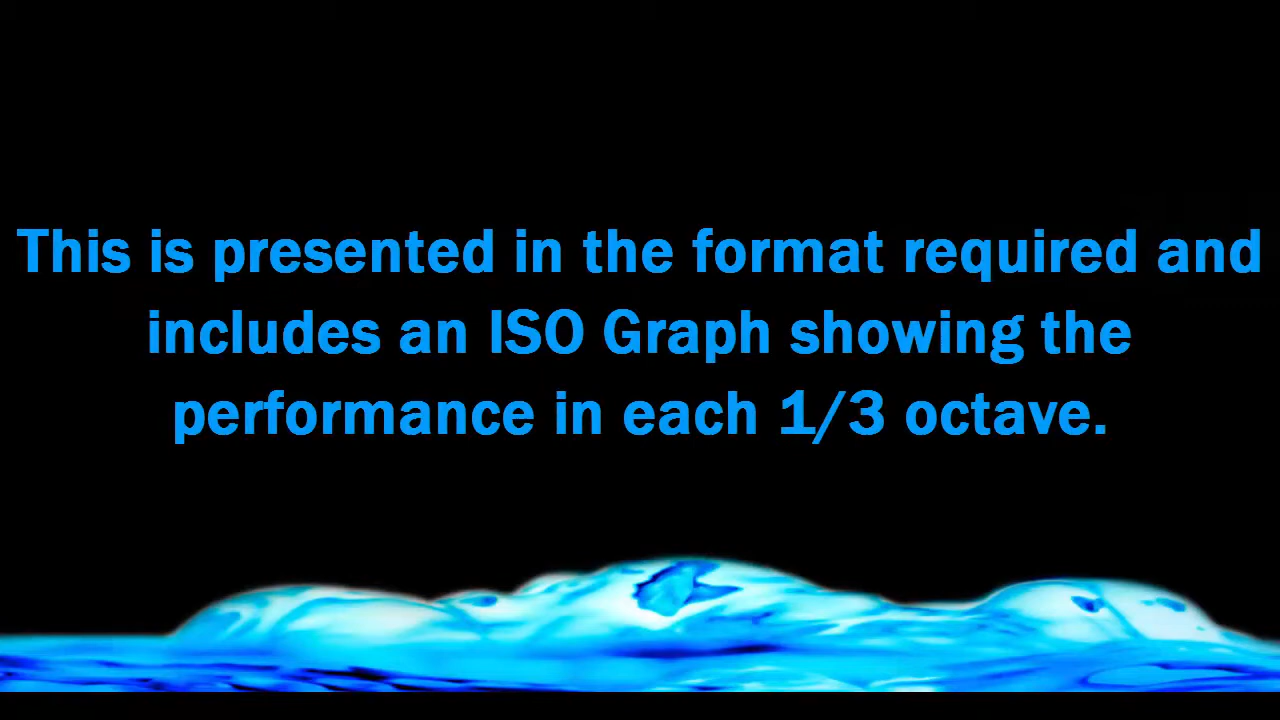 This is presented in the format required and
includes an ISO Graph showing the
performance in each 1/3 octave.